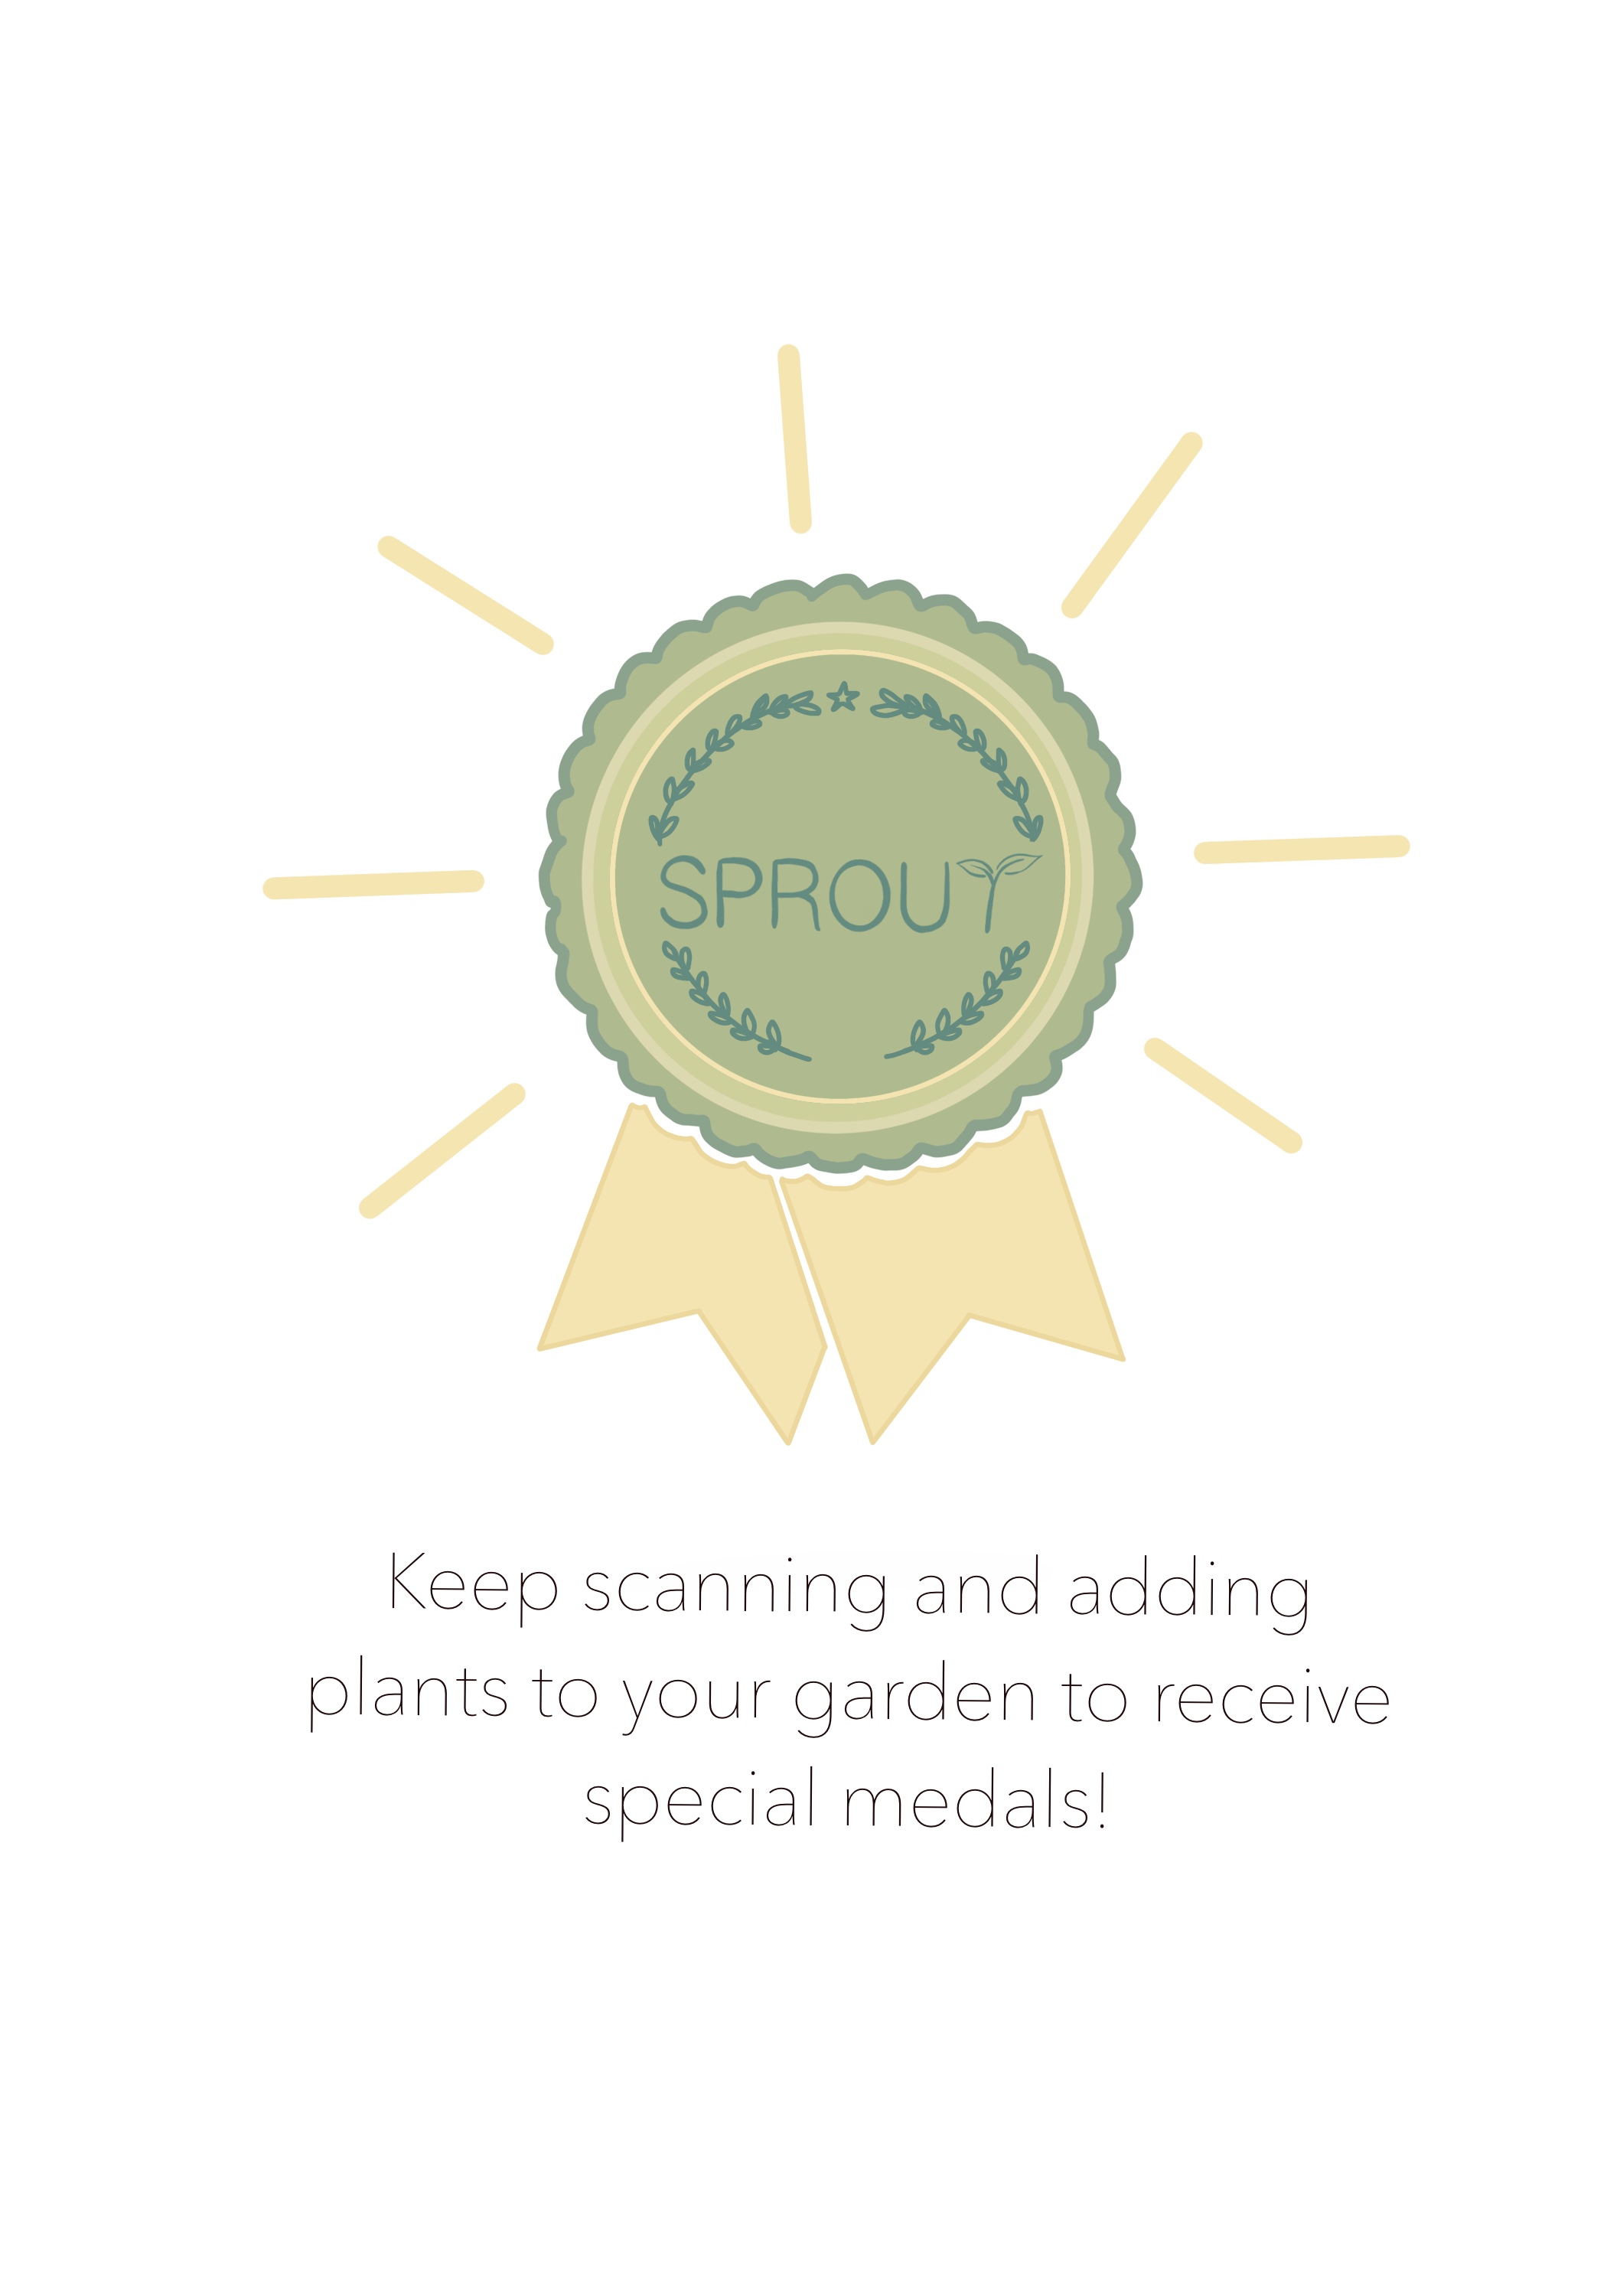 SPROUT
Keep scanning and adding
plants to your garden to receive
special medals!